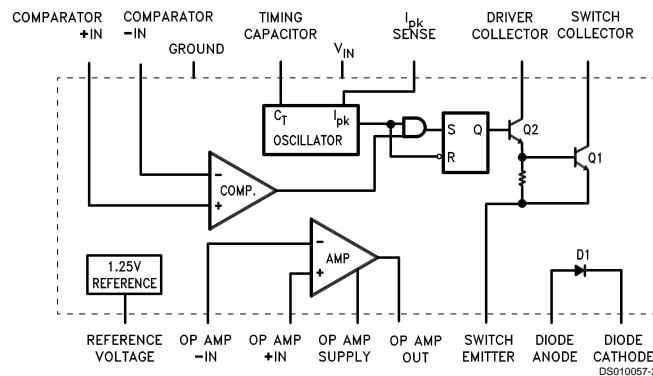 COMPARATOR
+IN
COMPARATOR
−IN
GROUND
TIMING
CAPACITOR
VIN
Ipk
SENSE
DRIVER
COLLECTOR
SWITCH
COLLECTOR
CT Ipk
OSCILLATOR
S Q
R
Q2
Q1
−
COMP.
+
−
AMP
+
1.25V
REFERENCE
D1
REFERENCE
VOLTAGE
OP AMP
−IN
OP AMP
+IN
OP AMP
SUPPLY
OP AMP
OUT
SWITCH
EMITTER
DIODE
ANODE
DIODE
CATHODE